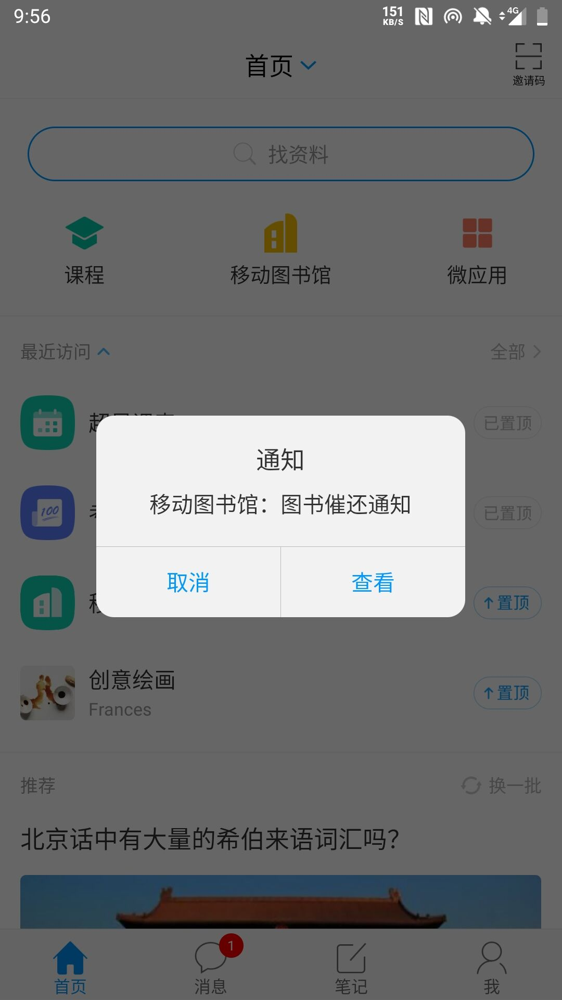 9:56
151
KB/S
4G
首页
邀请码
找资料
课程
移动图书馆
微应用
最近访问
全部
已置顶
通知
移动图书馆：图书催还通知
取消
查看
100
已置顶
置顶
创意绘画
Frances
置顶
推荐
换一批
北京话中有大量的希伯来语词汇吗?
1
首页
消息
笔记
我